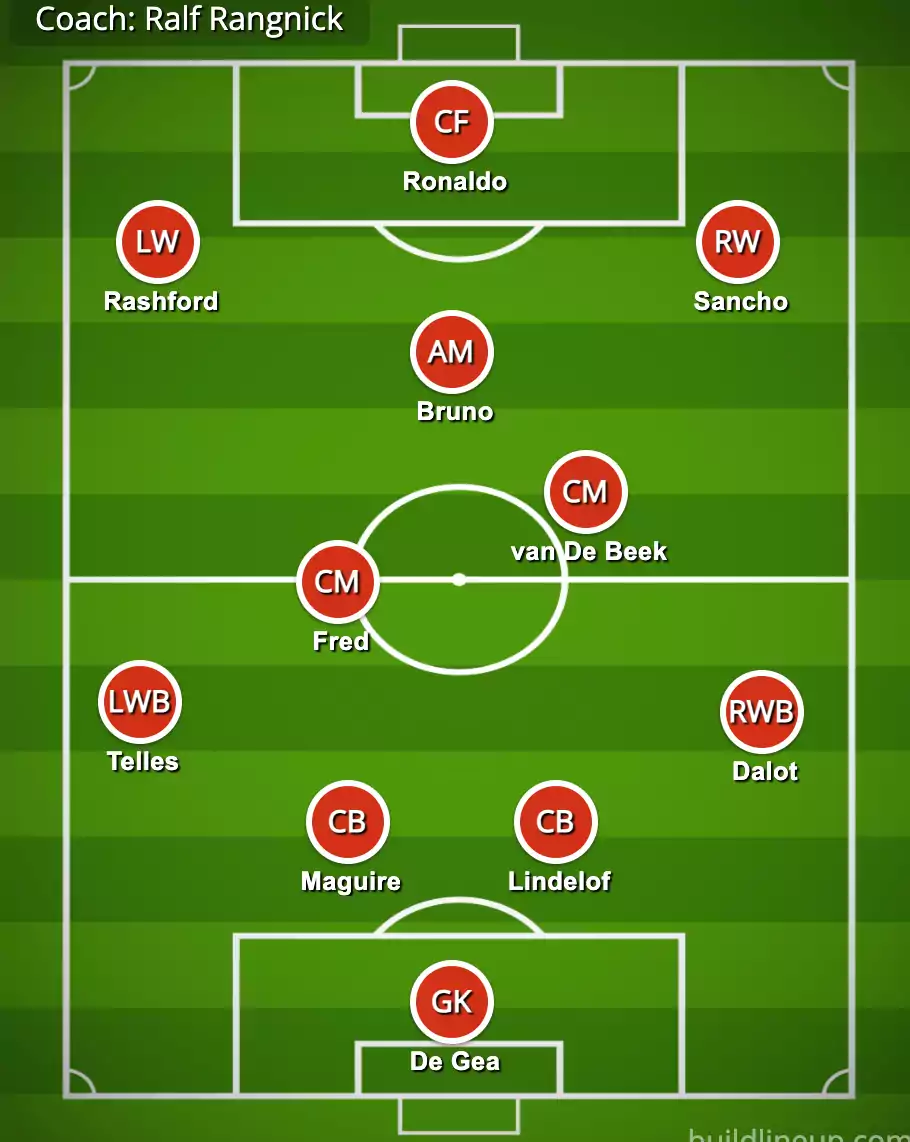 Coach: Ralf Rangnick
CF
Ronaldo
LW
RW
Rashford
Sancho
AM
Bruno
CM
van De Beek
CM
Fred
LWB
RWB
Telles
Dalot
CB
CB
Maguire
Lindelof
GK
De Gea
buildlineup.com